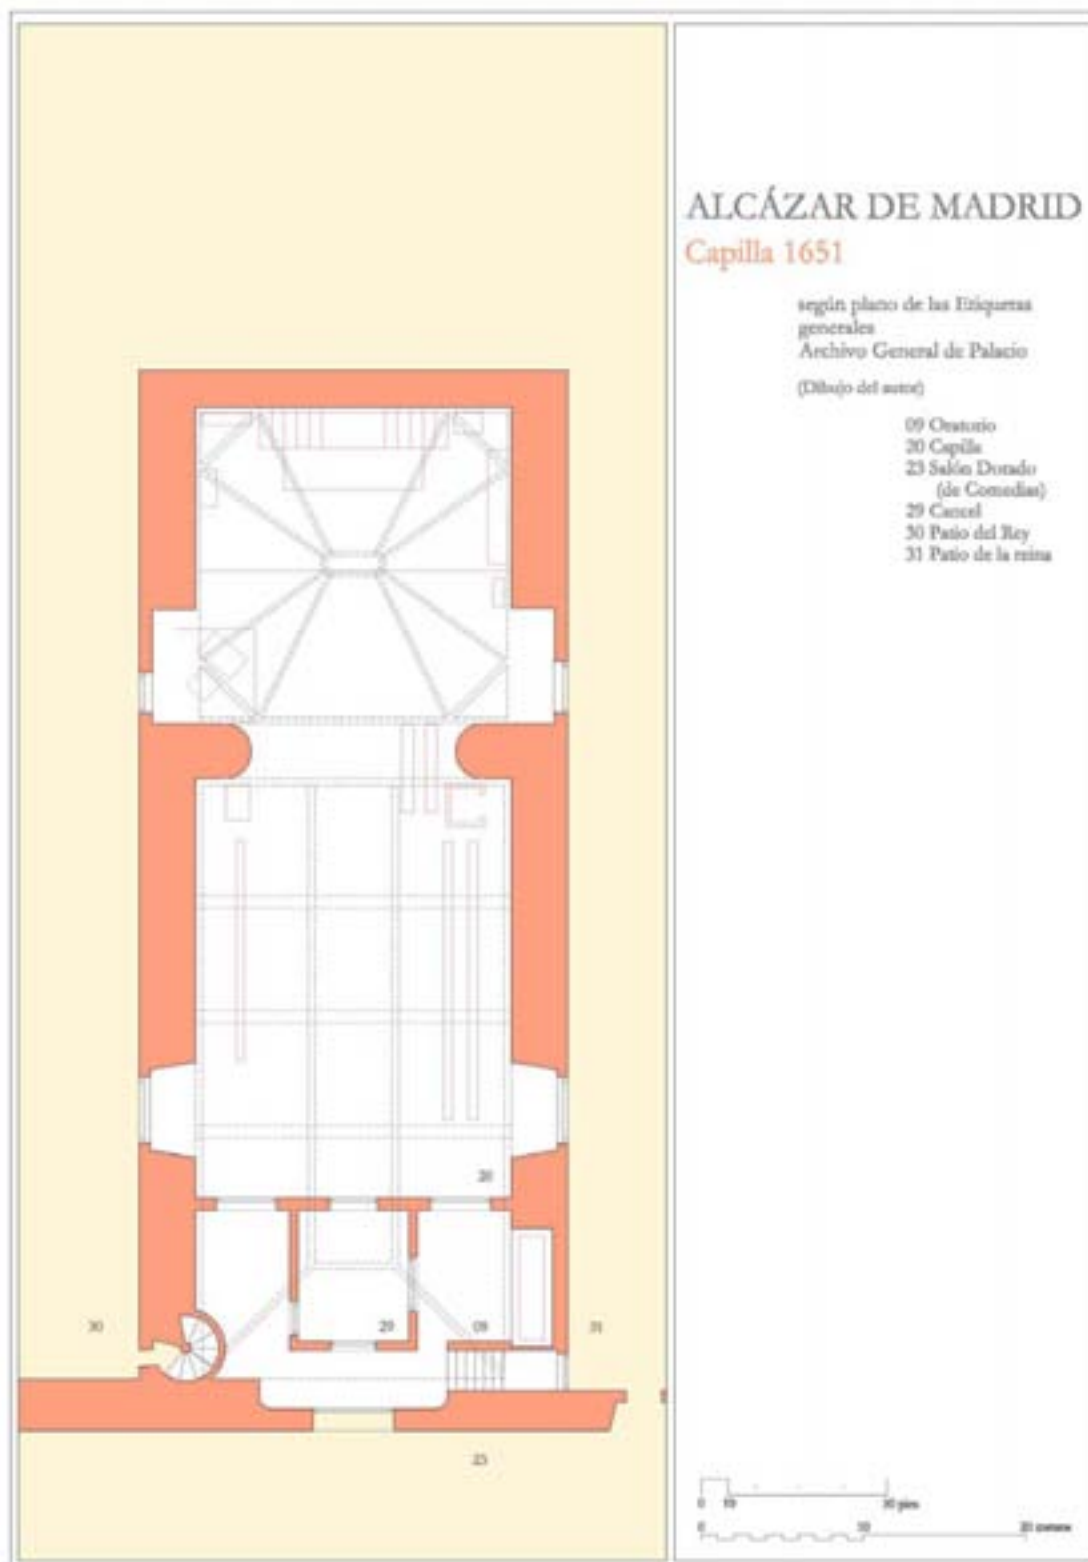 ALCÁZAR DE MADRID
Capilla 1651
según plano de las Etiquetas
generales
Archivo General de Palacio
(Dibujo del autor)
09 Oratorio
20 Capilla
23 Salón Dorado
(de Comedias)
29 Cancel
30 Patio del Rey
31 Patio de la reina
20
30
29
09
31
23
0 10 30 pies
0 10 20 metros